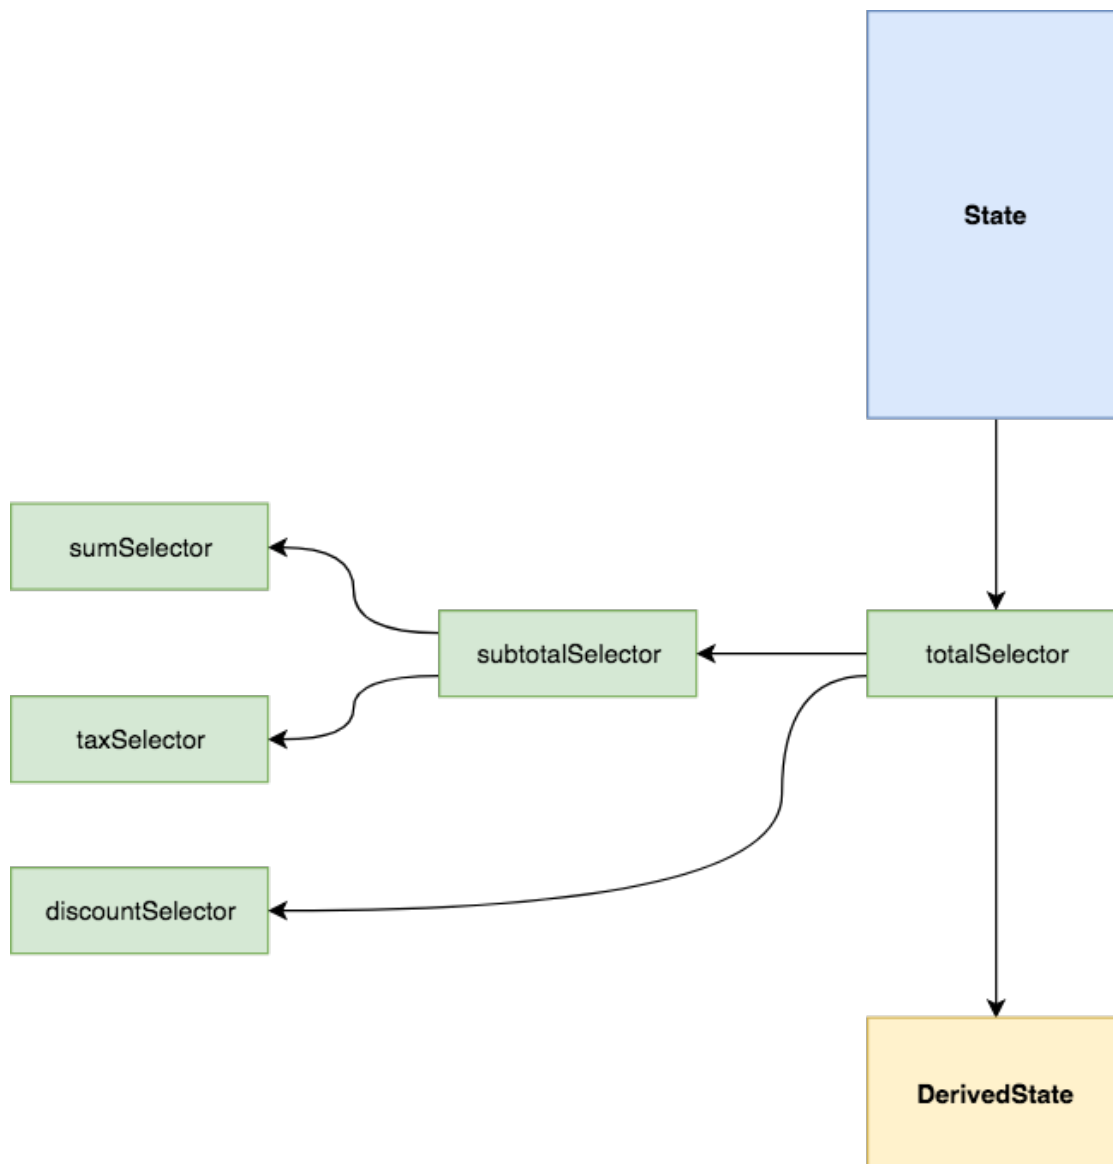 State
sumSelector
subtotalSelector
totalSelector
taxSelector
discountSelector
DerivedState